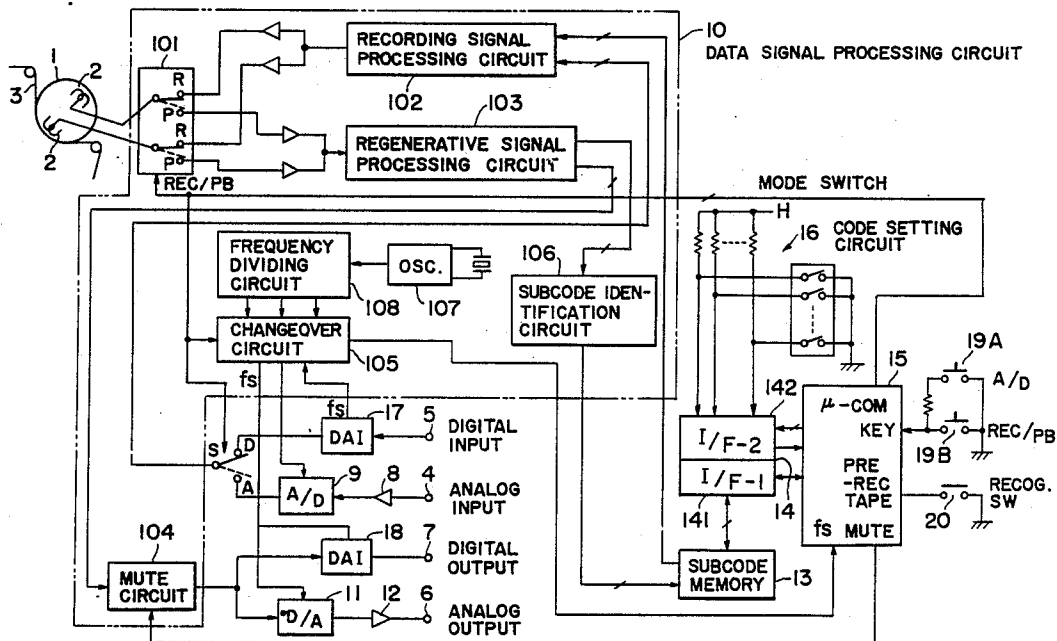 10
DATA SIGNAL PROCESSING CIRCUIT
101
RECORDING SIGNAL
PROCESSING CIRCUIT
102
1
2
3
2
R
P
R
P
103
REGENERATIVE SIGNAL
PROCESSING CIRCUIT
REC/PB
MODE SWITCH
H
16
CODE SETTING
CIRCUIT
FREQUENCY
DIVIDING
CIRCUIT
108
OSC.
107
106
SUBCODE IDEN-
TIFICATION
CIRCUIT
CHANGEOVER
CIRCUIT
105
fs
fs
17
5
DAI
DIGITAL
INPUT
S
D
A
9
8
4
A/D
ANALOG
INPUT
18
7
DAI
DIGITAL
OUTPUT
104
MUTE
CIRCUIT
11
12
6
D/A
ANALOG
OUTPUT
142
I/F-2
I/F-1
141
14
SUBCODE
MEMORY
13
15
μ-COM
KEY
PRE
-REC
TAPE
fs MUTE
19A
A/D
REC/PB
19B
RECOG.
SW
20